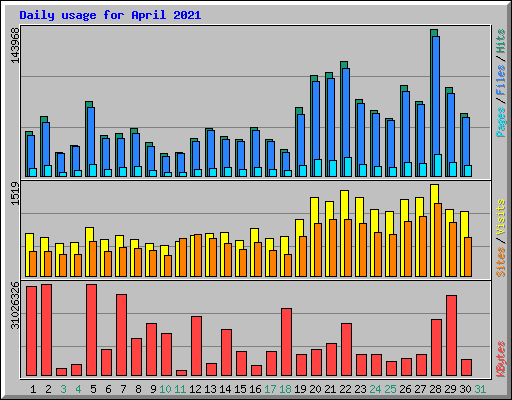 Daily usage for April 2021
143968
Pages / Files / Hits
1519
Sites / Visits
31026326
KBytes
1 2 3 4 5 6 7 8 9 10 11 12 13 14 15 16 17 18 19 20 21 22 23 24 25 26 27 28 29 30 31